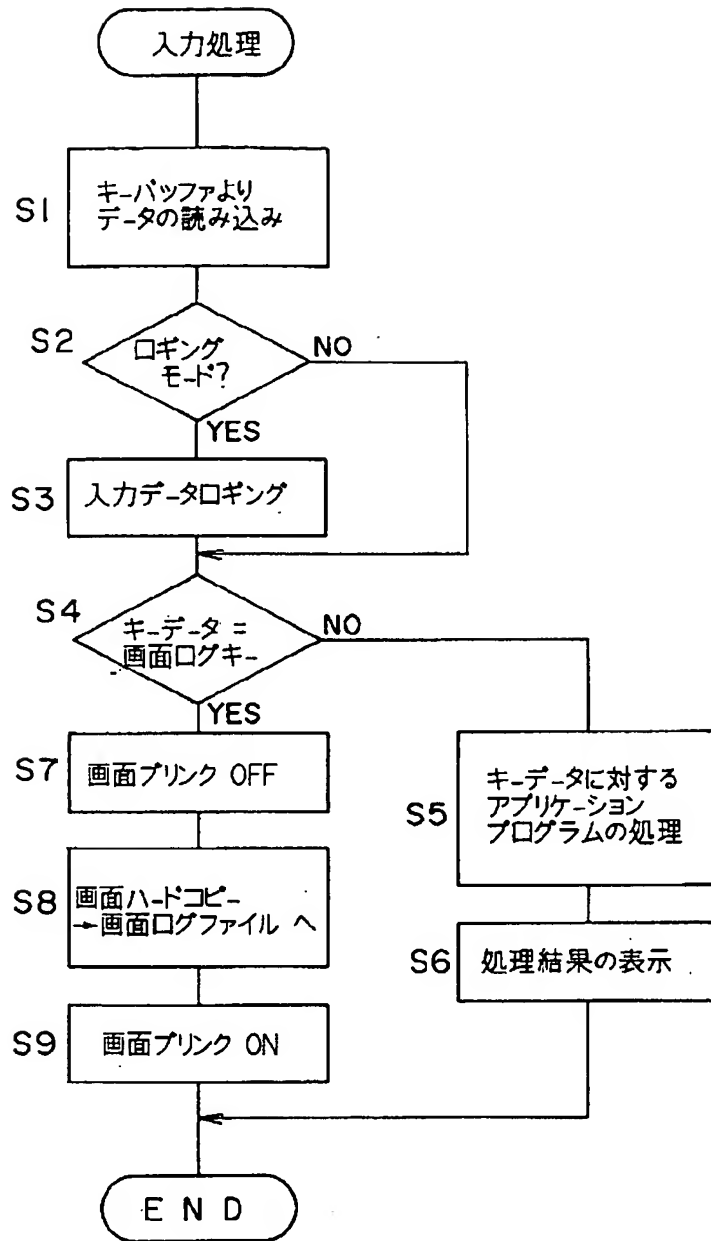 入力処理
S1
キーバッファより
データの読み込み
S2
ロギング
モード?
NO
YES
S3
入力データロギング
S4
キーデータ =
画面ログキー
NO
YES
S7
画面ブリンク OFF
S5
キーデータに対する
アプリケーション
プログラムの処理
S8
画面ハードコピー
→画面ログファイル へ
S6
処理結果の表示
S9
画面ブリンク ON
END